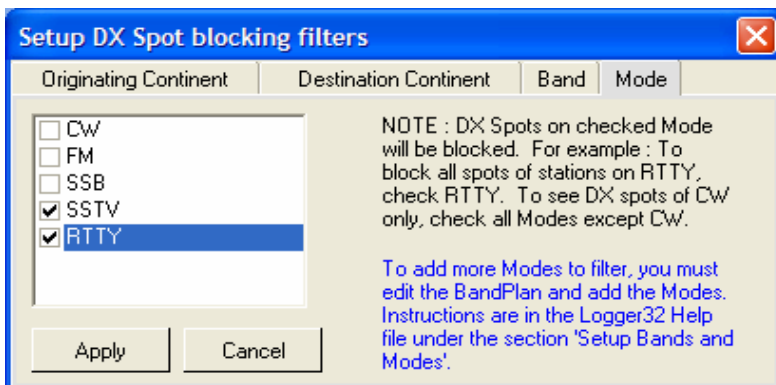 Setup DX Spot blocking filters
Originating Continent
Destination Continent
Band
Mode
CW
FM
SSB
SSTV
RTTY
NOTE : DX Spots on checked Mode
will be blocked. For example : To
block all spots of stations on RTTY,
check RTTY. To see DX spots of CW
only, check all Modes except CW.
To add more Modes to filter, you must
edit the BandPlan and add the Modes.
Instructions are in the Logger32 Help
file under the section 'Setup Bands and
Modes'.
Apply
Cancel